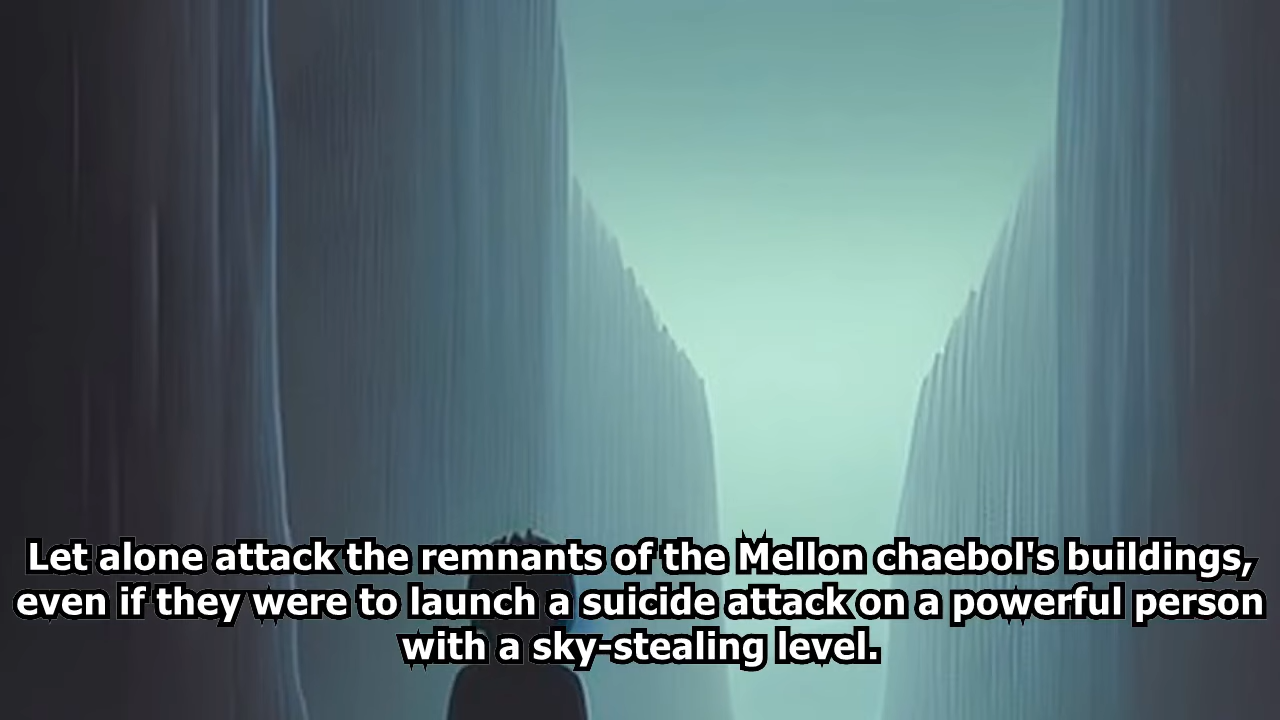 Let alone attack the remnants of the Mellon chaebol's buildings,
even if they were to launch a suicide attack on a powerful person
with a sky-stealing level.